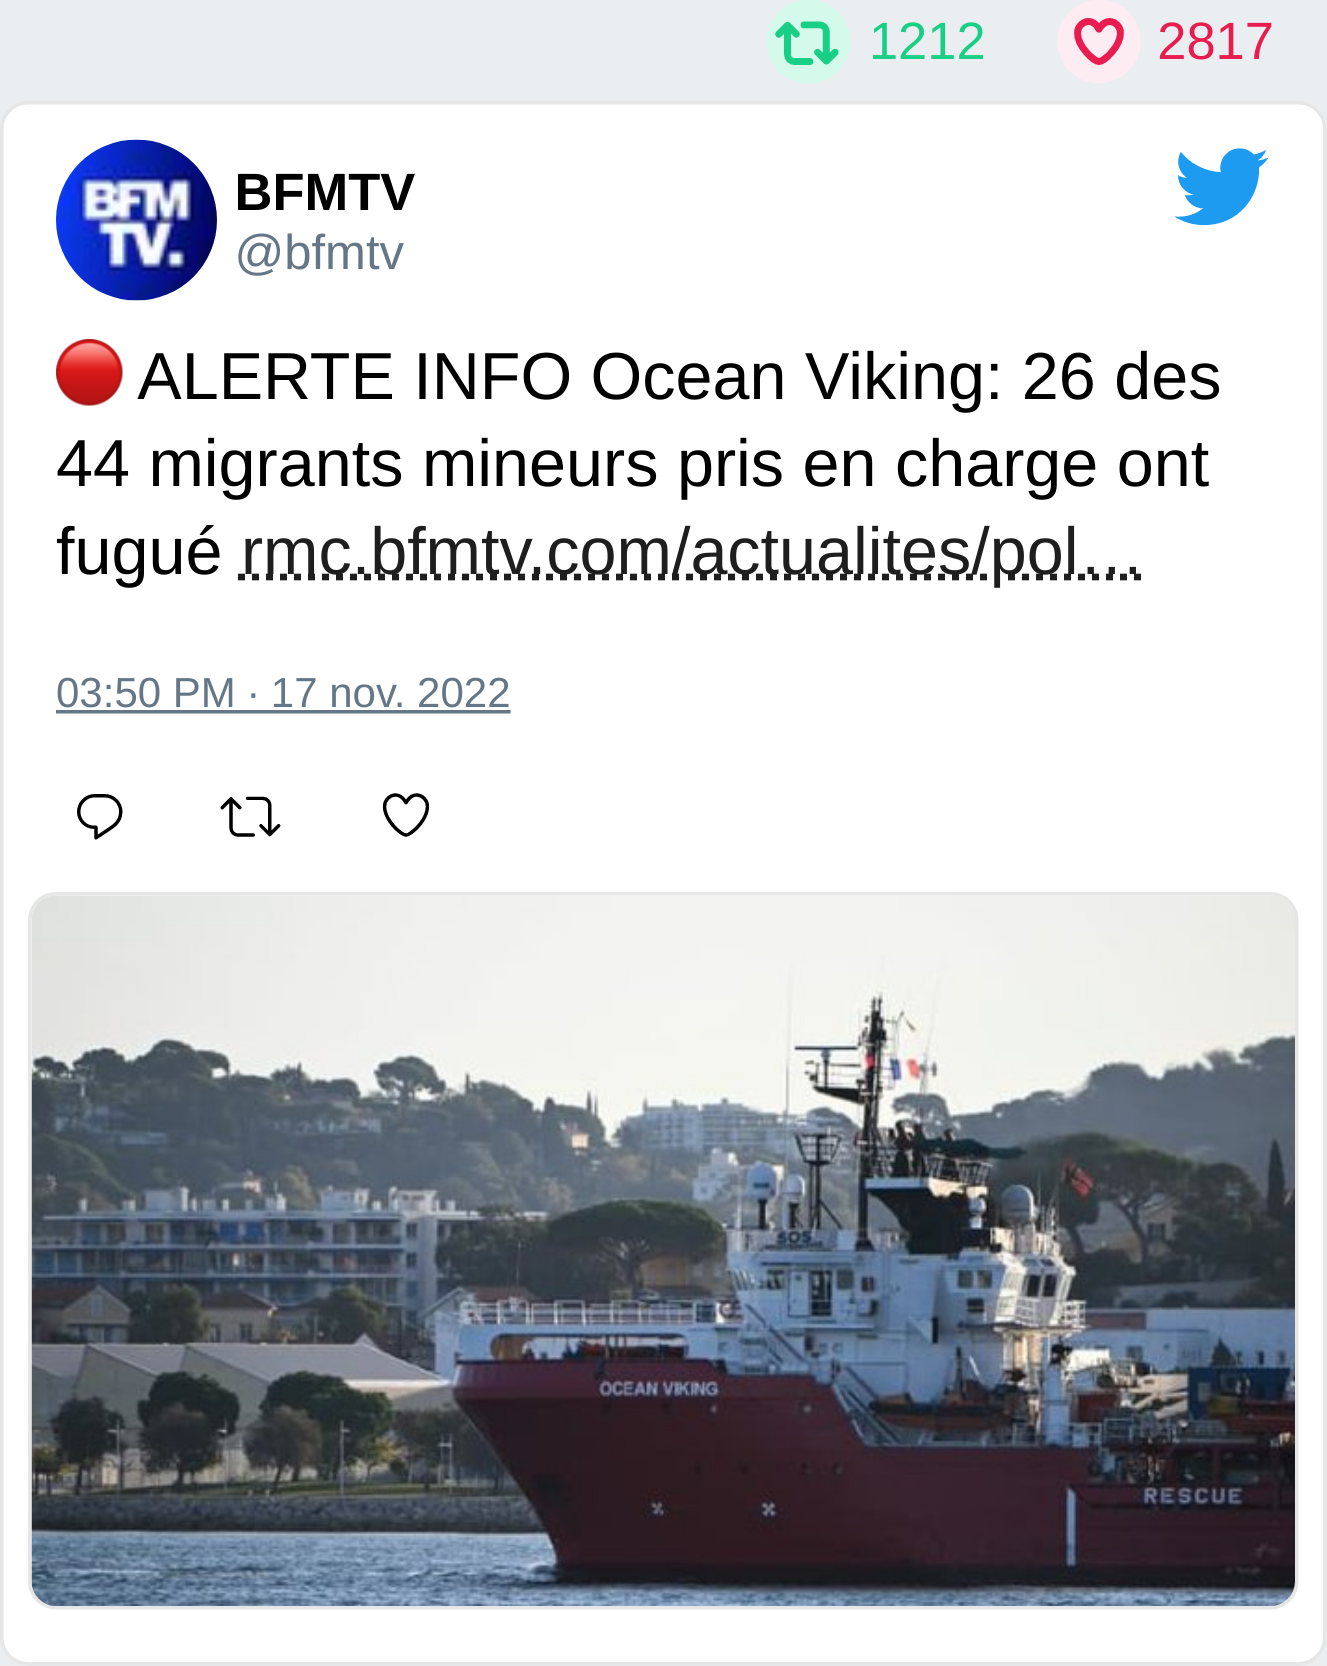 1212 2817
BFM
TV.
BFMTV
@bfmtv
🔴 ALERTE INFO Ocean Viking: 26 des
44 migrants mineurs pris en charge ont
fugué rmc.bfmtv.com/actualites/pol…
03:50 PM · 17 nov. 2022
SOS
OCEAN VIKING
RESCUE